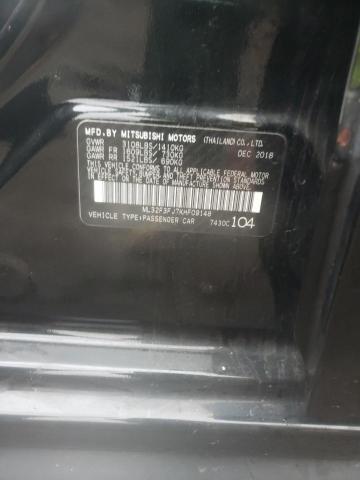 MFD.BY MITSUBISHI MOTORS (THAILAND)CO.,LTD.
GVWR 3108LBS/1410KG DEC 2018
GAWR FR 1609LBS/ 730KG
GAWR RR 1521LBS/ 690KG
THIS VEHICLE CONFORMS TO ALL APPLICABLE
FEDERAL MOTOR VEHICLE SAFETY, BUMPER AND
THEFT PREVENTION STANDARDS IN EFFECT ON THE
DATE OF MANUFACTURE SHOWN ABOVE.
ML32F3FJ7KHF09148
VEHICLE TYPE:PASSENGER CAR 7430C 104